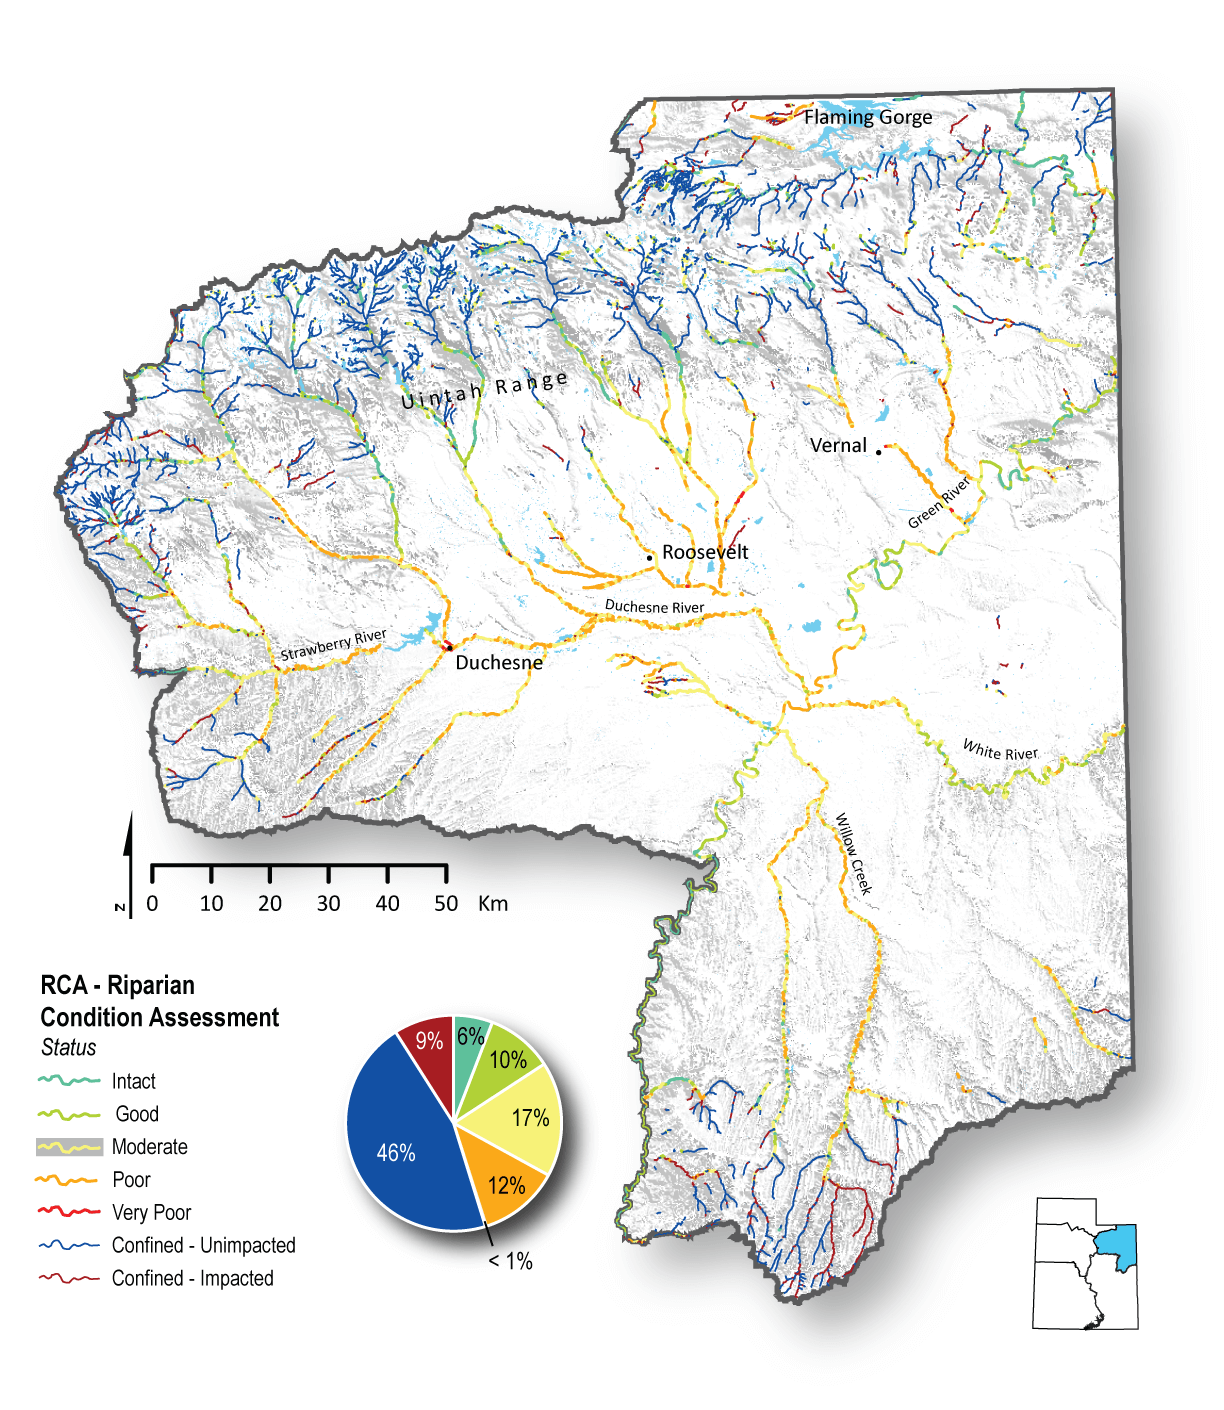 Flaming Gorge
Uintah Range
Vernal
Green River
Roosevelt
Duchesne River
Strawberry River
Duchesne
White River
Willow Creek
N
0 10 20 30 40 50 Km
RCA - Riparian
Condition Assessment
Status
Intact
Good
Moderate
Poor
Very Poor
Confined - Unimpacted
Confined - Impacted
9%
6%
10%
17%
46%
12%
< 1%